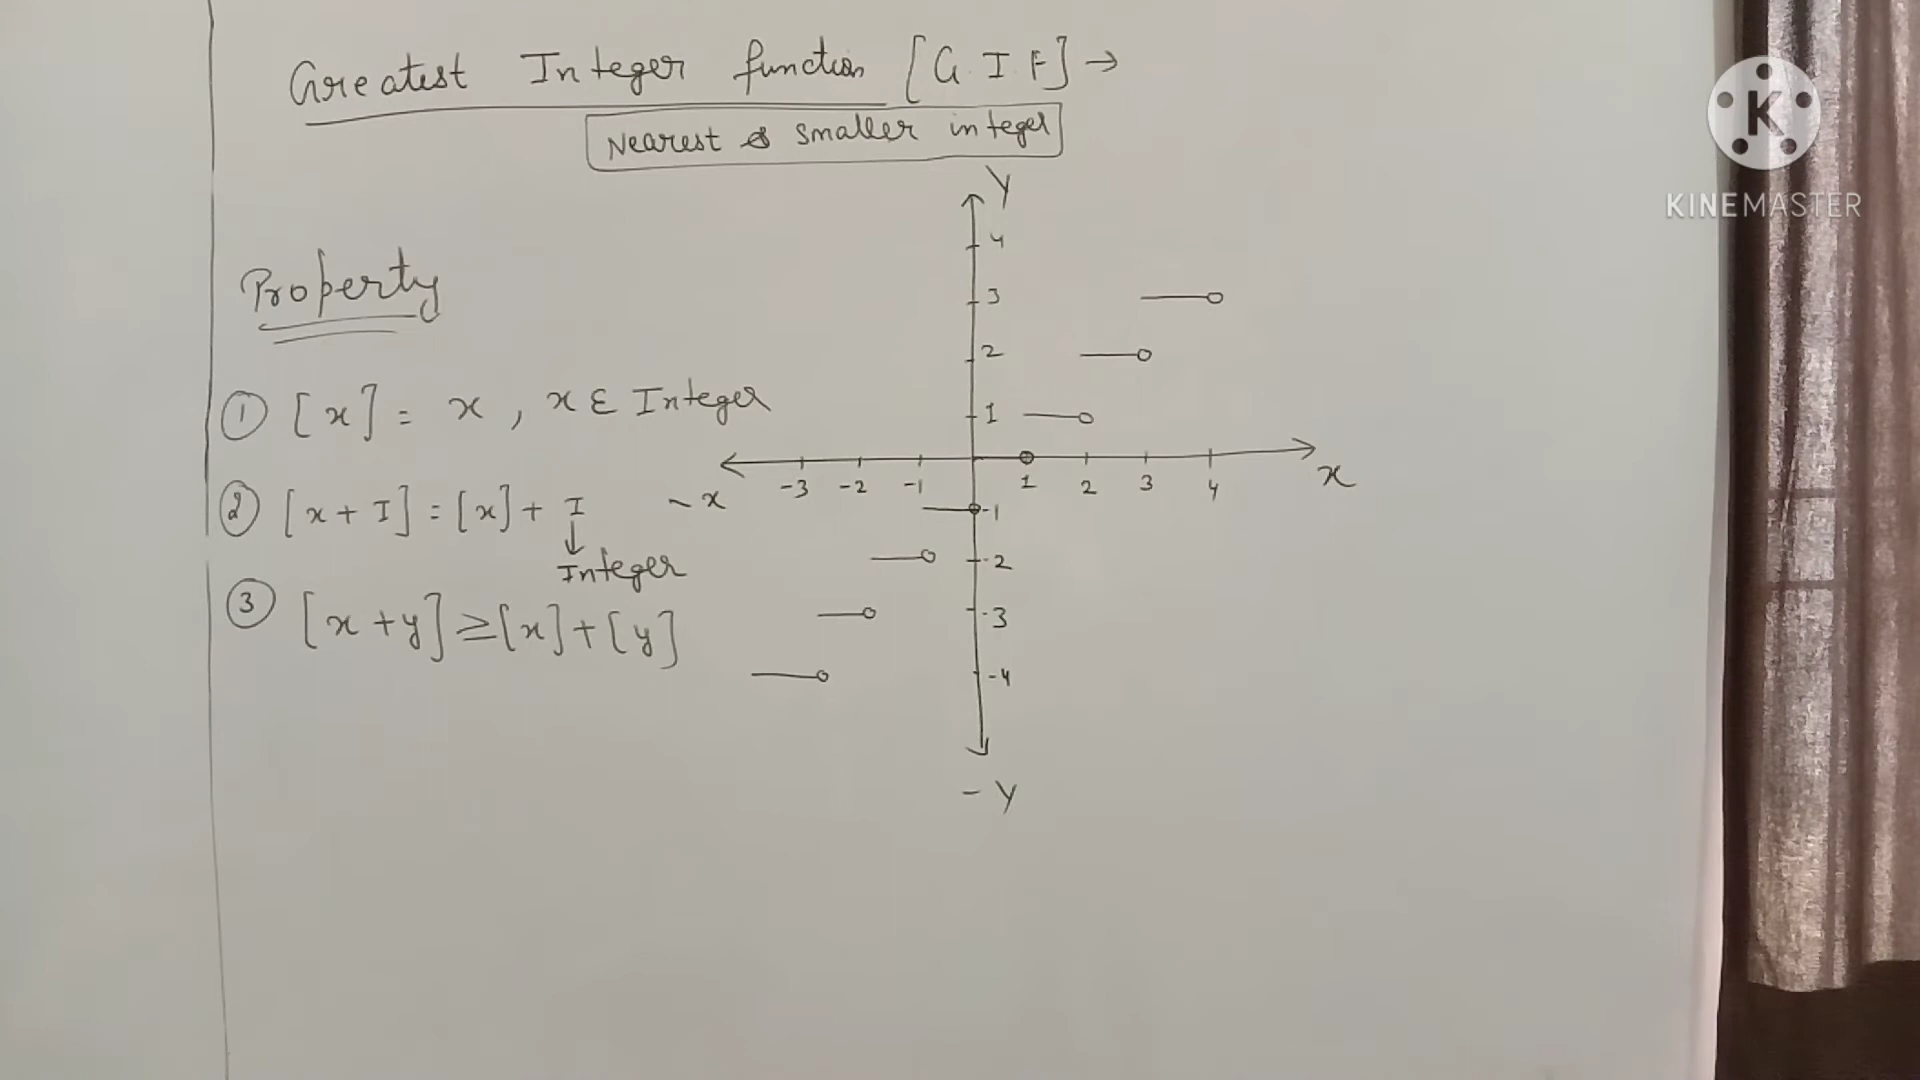 Greatest Integer function [G.I.F] →
Nearest & smaller integer
Property
① [x] = x , x ∈ Integer
② [x + I] = [x] + I
↓
Integer
③ [x + y] ≥ [x] + [y]
Y
4
3
2
1
-3 -2 -1 1 2 3 4
-x x
-1
-2
-3
-4
-Y
K
KINEMASTER